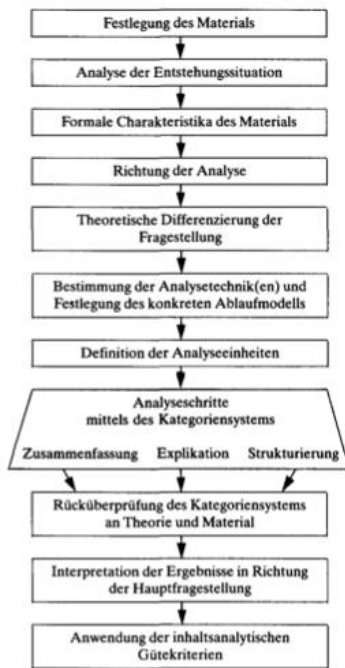 Festlegung des Materials
Analyse der Entstehungssituation
Formale Charakteristika des Materials
Richtung der Analyse
Theoretische Differenzierung der
Fragestellung
Bestimmung der Analysetechnik(en) und
Festlegung des konkreten Ablaufmodells
Definition der Analyseeinheiten
Analyseschritte
mittels des Kategoriensystems
Zusammenfassung Explikation Strukturierung
Rücküberprüfung des Kategoriensystems
an Theorie und Material
Interpretation der Ergebnisse in Richtung
der Hauptfragestellung
Anwendung der inhaltsanalytischen
Gütekriterien